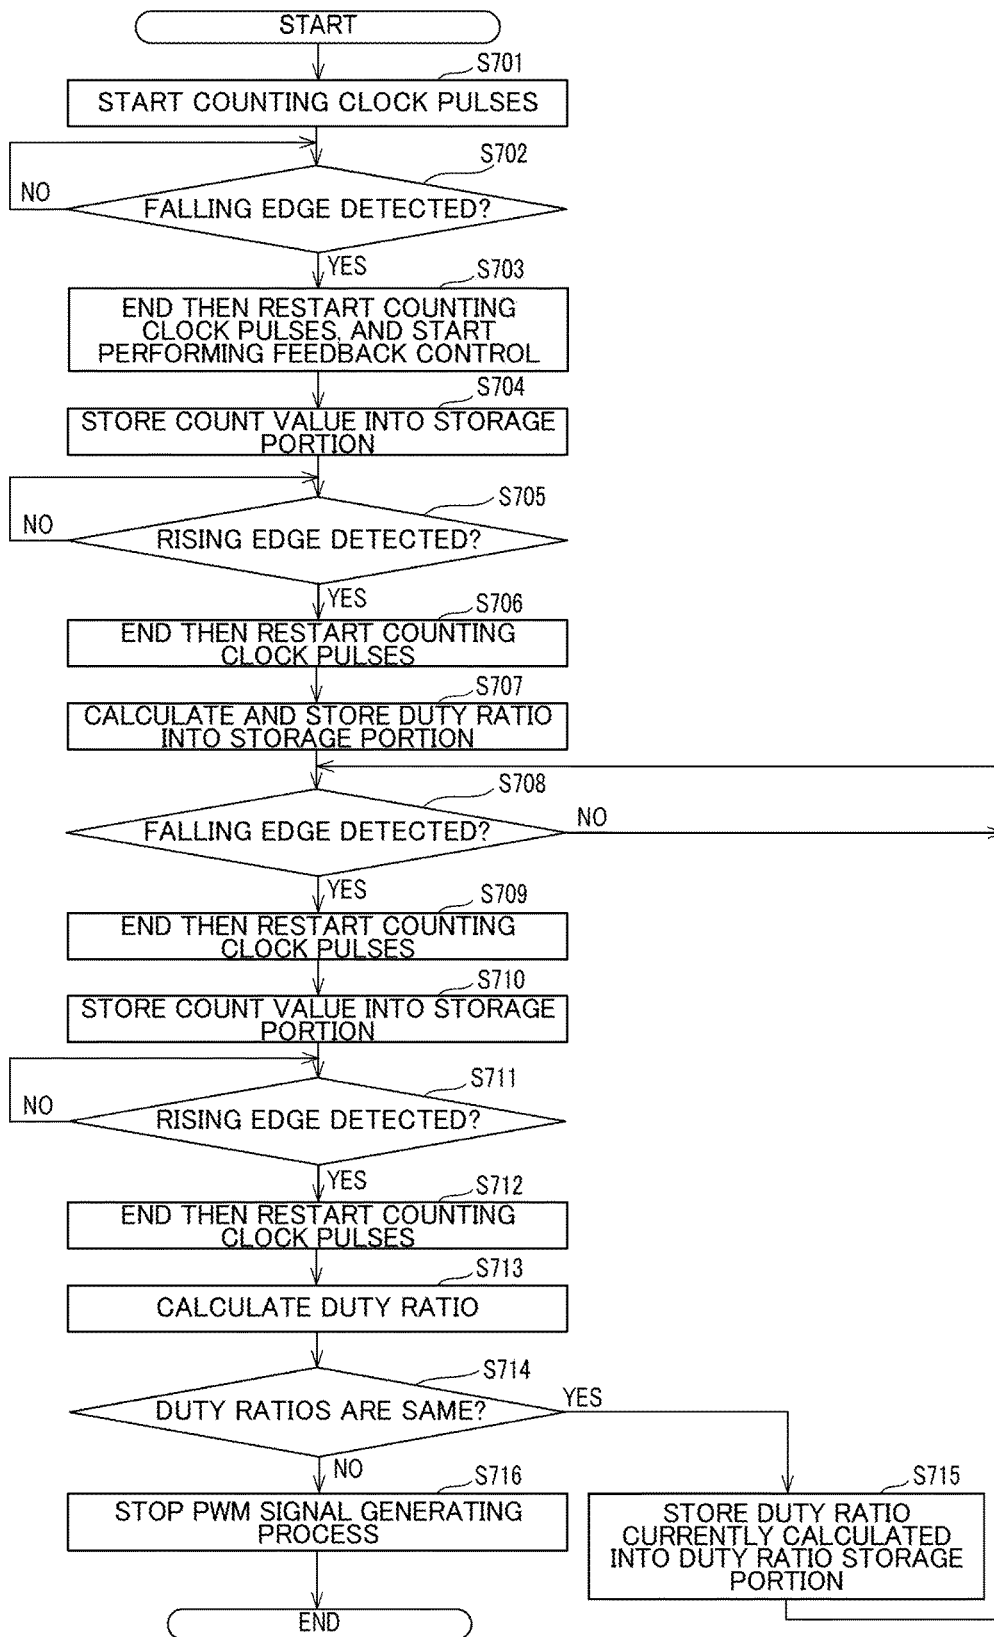 START
S701
START COUNTING CLOCK PULSES
S702
NO
FALLING EDGE DETECTED?
YES
S703
END THEN RESTART COUNTING
CLOCK PULSES, AND START
PERFORMING FEEDBACK CONTROL
S704
STORE COUNT VALUE INTO STORAGE
PORTION
S705
NO
RISING EDGE DETECTED?
YES
S706
END THEN RESTART COUNTING
CLOCK PULSES
S707
CALCULATE AND STORE DUTY RATIO
INTO STORAGE PORTION
S708
FALLING EDGE DETECTED?
NO
YES
S709
END THEN RESTART COUNTING
CLOCK PULSES
S710
STORE COUNT VALUE INTO STORAGE
PORTION
S711
NO
RISING EDGE DETECTED?
YES
S712
END THEN RESTART COUNTING
CLOCK PULSES
S713
CALCULATE DUTY RATIO
S714
DUTY RATIOS ARE SAME?
YES
NO
S716
STOP PWM SIGNAL GENERATING
PROCESS
S715
STORE DUTY RATIO
CURRENTLY CALCULATED
INTO DUTY RATIO STORAGE
PORTION
END